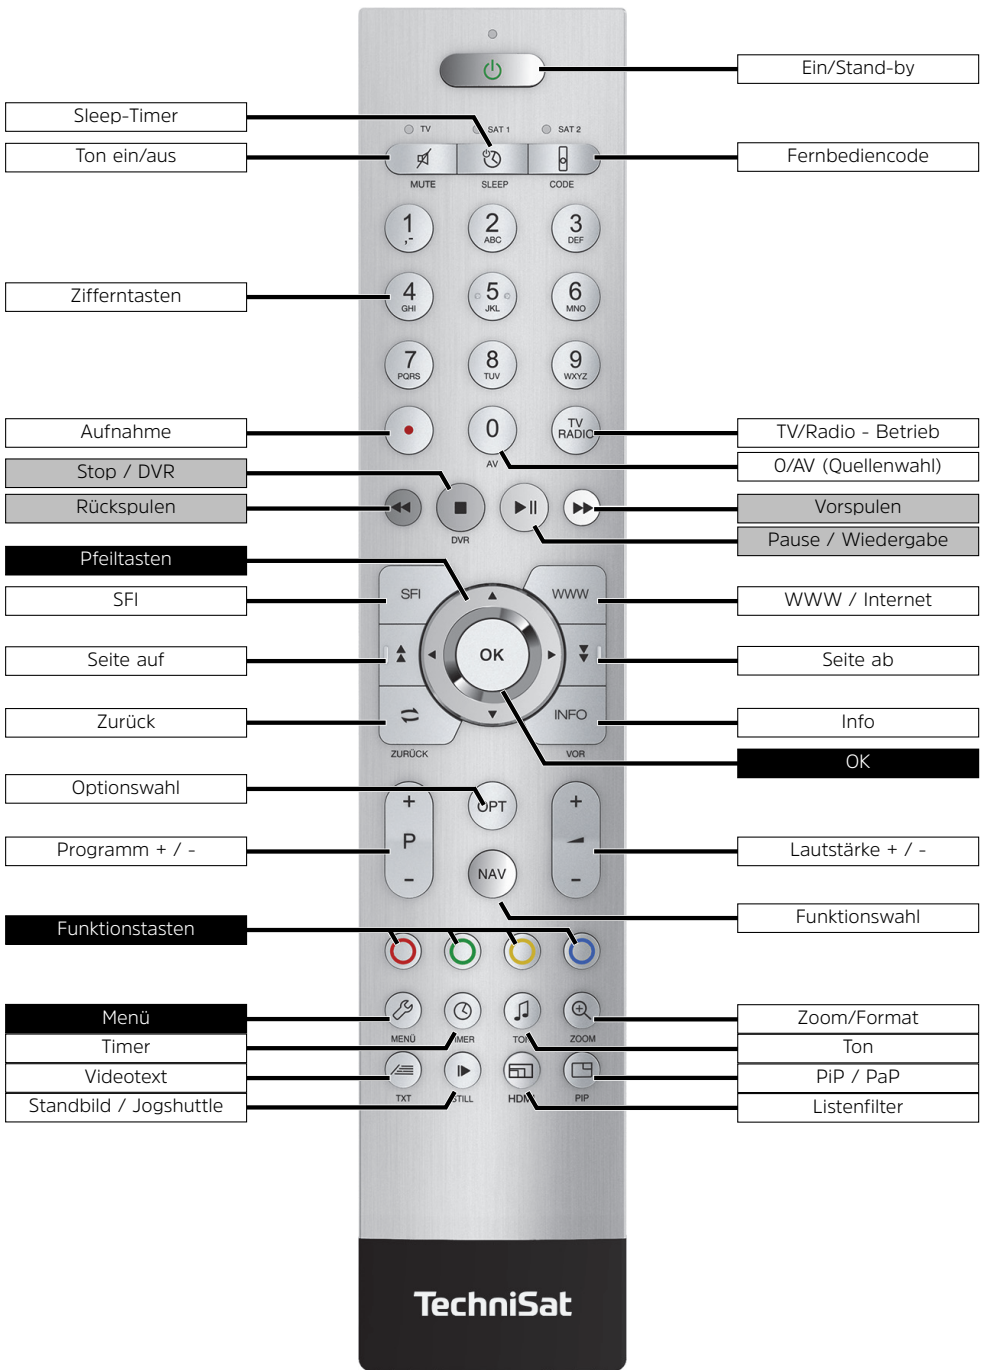 Ein/Stand-by
Sleep-Timer
TV SAT 1 SAT 2
Ton ein/aus
Fernbediencode
MUTE SLEEP CODE
1 ,- 2 ABC 3 DEF
Zifferntasten
4 GHI 5 JKL 6 MNO
7 PQRS 8 TUV 9 WXYZ
Aufnahme
0
AV
TV RADIO
TV/Radio - Betrieb
0/AV (Quellenwahl)
Stop / DVR
Rückspulen
DVR
Vorspulen
Pause / Wiedergabe
Pfeiltasten
SFI
SFI
WWW
WWW / Internet
Seite auf
OK
Seite ab
Zurück
INFO
Info
ZURÜCK
VOR
OK
Optionswahl
OPT
Programm + / -
+ P -
+ -
Lautstärke + / -
NAV
Funktionswahl
Funktionstasten
Menü
Zoom/Format
MENÜ ZOOM
Timer
Ton
Videotext
PiP / PaP
TXT PIP
Standbild / Jogshuttle
Listenfilter
TechniSat